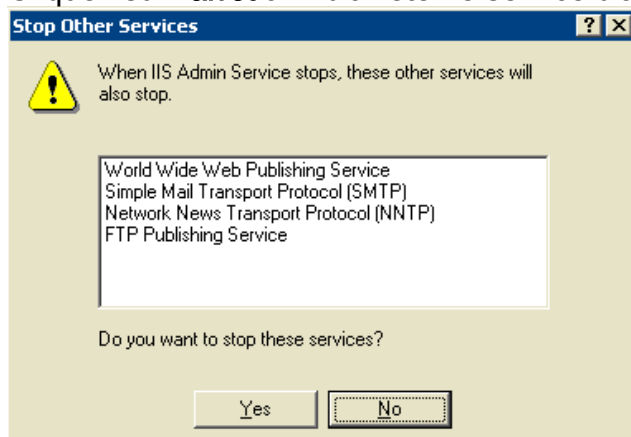 Stop Other Services
When IIS Admin Service stops, these other services will
also stop.
World Wide Web Publishing Service
Simple Mail Transport Protocol (SMTP)
Network News Transport Protocol (NNTP)
FTP Publishing Service
Do you want to stop these services?
Yes No